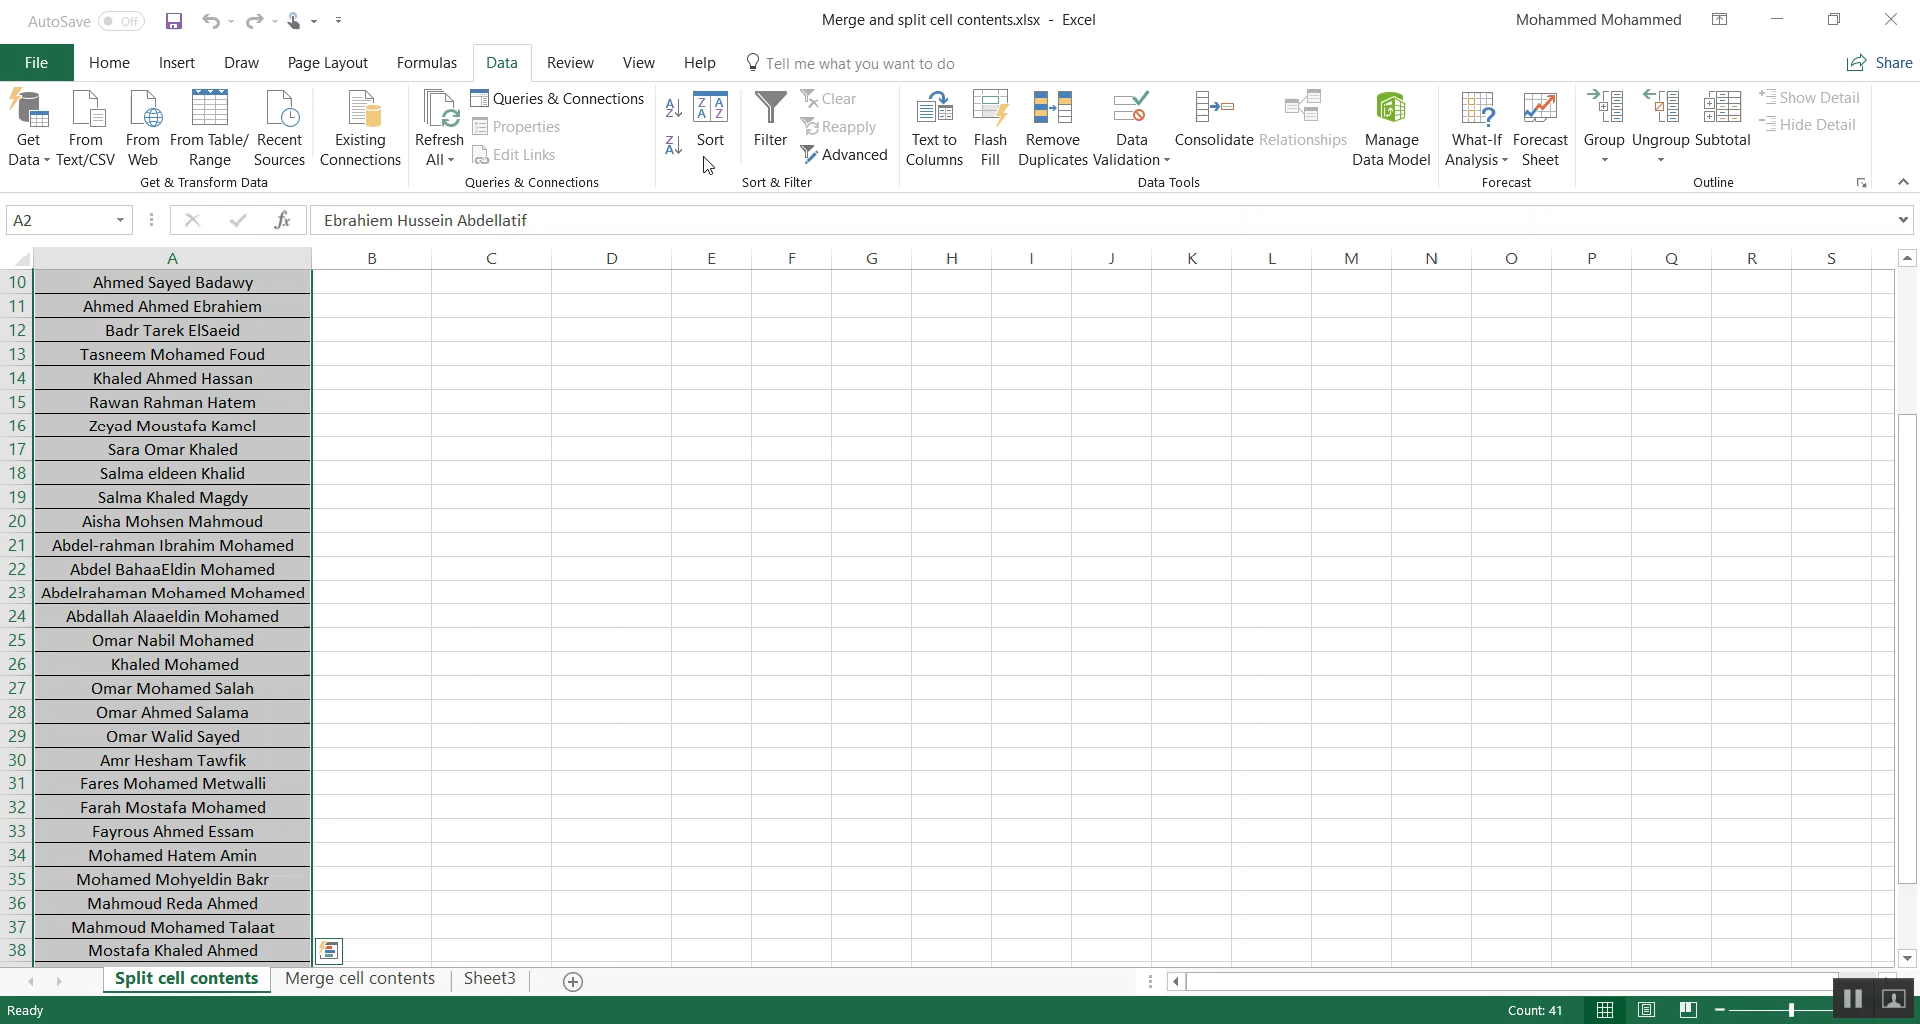 AutoSave Off
Merge and split cell contents.xlsx - Excel
Mohammed Mohammed
File Home Insert Draw Page Layout Formulas Data Review View Help Tell me what you want to do Share
Get Data
From Text/CSV
From Web
From Table/ Range
Recent Sources
Existing Connections
Get & Transform Data
Refresh All
Queries & Connections
Properties
Edit Links
Queries & Connections
Sort
Filter
Clear
Reapply
Advanced
Sort & Filter
Text to Columns
Flash Fill
Remove Duplicates
Data Validation
Consolidate
Relationships
Manage Data Model
Data Tools
What-If Analysis
Forecast Sheet
Forecast
Group
Ungroup
Subtotal
Show Detail
Hide Detail
Outline
A2 fx Ebrahiem Hussein Abdellatif
A B C D E F G H I J K L M N O P Q R S
10 Ahmed Sayed Badawy
11 Ahmed Ahmed Ebrahiem
12 Badr Tarek ElSaeid
13 Tasneem Mohamed Foud
14 Khaled Ahmed Hassan
15 Rawan Rahman Hatem
16 Zeyad Moustafa Kamel
17 Sara Omar Khaled
18 Salma eldeen Khalid
19 Salma Khaled Magdy
20 Aisha Mohsen Mahmoud
21 Abdel-rahman Ibrahim Mohamed
22 Abdel BahaaEldin Mohamed
23 Abdelrahaman Mohamed Mohamed
24 Abdallah Alaaeldin Mohamed
25 Omar Nabil Mohamed
26 Khaled Mohamed
27 Omar Mohamed Salah
28 Omar Ahmed Salama
29 Omar Walid Sayed
30 Amr Hesham Tawfik
31 Fares Mohamed Metwalli
32 Farah Mostafa Mohamed
33 Fayrous Ahmed Essam
34 Mohamed Hatem Amin
35 Mohamed Mohyeldin Bakr
36 Mahmoud Reda Ahmed
37 Mahmoud Mohamed Talaat
38 Mostafa Khaled Ahmed
Split cell contents Merge cell contents Sheet3
Ready Count: 41